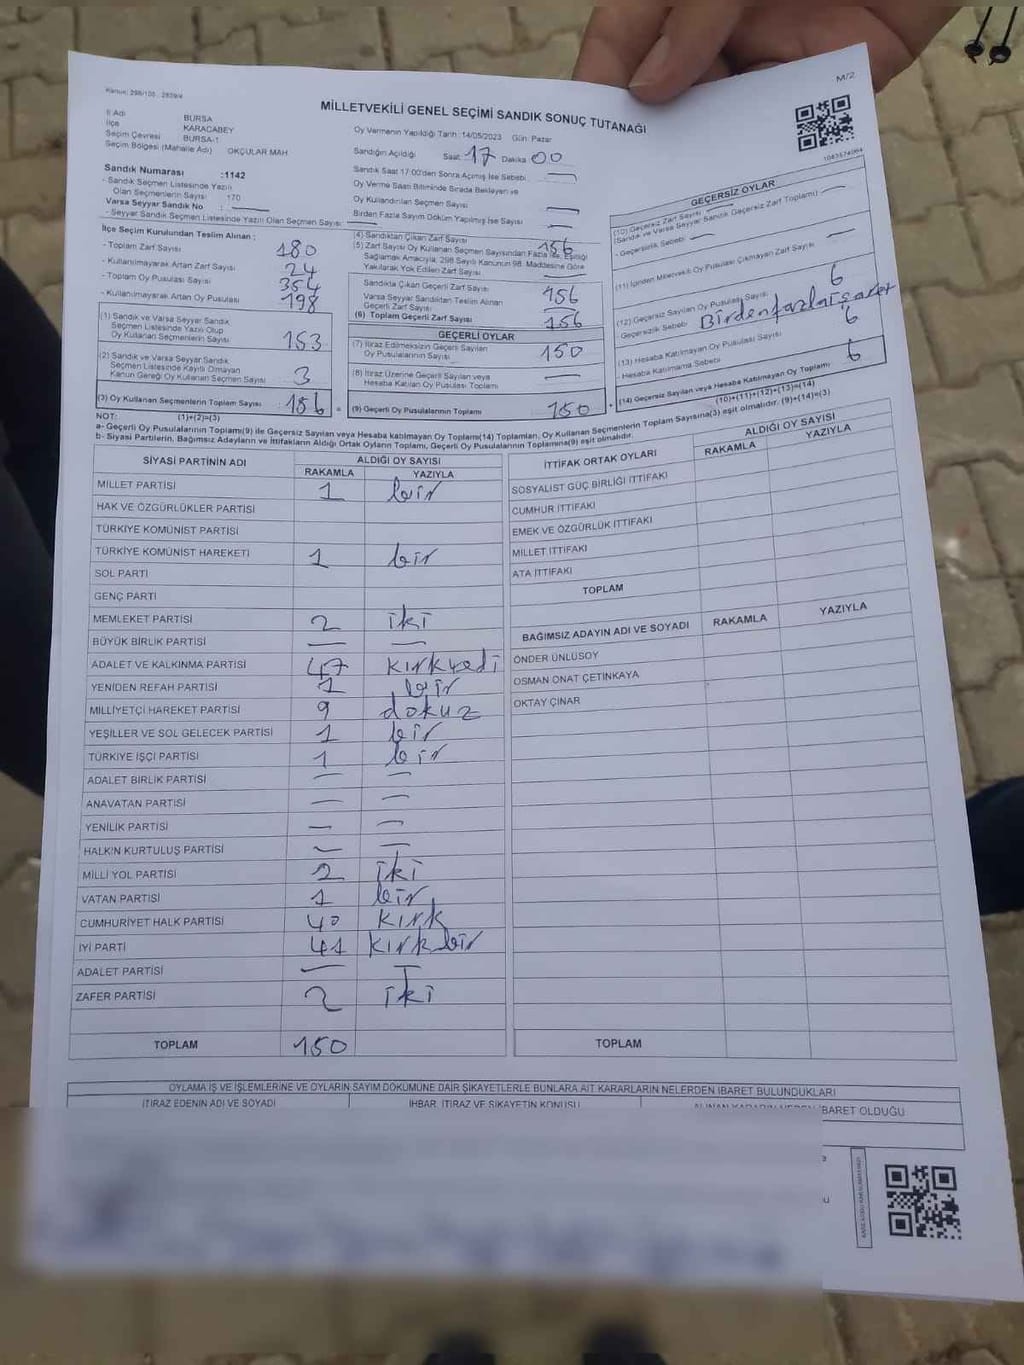 M/2
Kanun: 298/105 , 2839/4
MİLLETVEKİLİ GENEL SEÇİMİ SANDIK SONUÇ TUTANAĞI
İl Adı BURSA
İlçe KARACABEY
Seçim Çevresi BURSA-1
Seçim Bölgesi (Mahalle Adı) OKÇULAR MAH
Sandık Numarası :1142
- Sandık Seçmen Listesinde Yazılı
Olan Seçmenlerin Sayısı 170
Varsa Seyyar Sandık No :
- Seyyar Sandık Seçmen Listesinde Yazılı Olan Seçmen Sayısı
Oy Vermenin Yapıldığı Tarih :14/05/2023 Gün: Pazar
Sandığın Açıldığı Saat 17 Dakika 00
Sandık Saat 17:00'den Sonra Açılmış İse Sebebi —
Oy Verme Saati Bitiminde Sırada Bekleyen ve
Oy Kullandırılan Seçmen Sayısı —
Birden Fazla Sayım Döküm Yapılmış İse Sayısı —
İlçe Seçim Kurulundan Teslim Alınan :
- Toplam Zarf Sayısı 180
- Kullanılmayarak Artan Zarf Sayısı 24
- Toplam Oy Pusulası Sayısı 354
- Kullanılmayarak Artan Oy Pusulası 198
(1) Sandık ve Varsa Seyyar Sandık
Seçmen Listesinde Yazılı Olup
Oy Kullanan Seçmenlerin Sayısı 153
(2) Sandık ve Varsa Seyyar Sandık
Seçmen Listesinde Kayıtlı Olmayan
Kanun Gereği Oy Kullanan Seçmen Sayısı 3
(3) Oy Kullanan Seçmenlerin Toplam Sayısı : 156
(1)+(2)=(3)
(4) Sandıktan Çıkan Zarf Sayısı 156
(5) Zarf Sayısı Oy Kullanan Seçmen Sayısından Fazla İse, Eşitliği
Sağlamak Amacıyla, 298 Sayılı Kanunun 98. Maddesine Göre
Yakılarak Yok Edilen Zarf Sayısı —
Sandıkta Çıkan Geçerli Zarf Sayısı 156
Varsa Seyyar Sandıktan Teslim Alınan
Geçerli Zarf Sayısı —
(6) Toplam Geçerli Zarf Sayısı 156
GEÇERLİ OYLAR
(7) İtiraz Edilmeksizin Geçerli Sayılan
Oy Pusulalarının Sayısı 150
(8) İtiraz Üzerine Geçerli Sayılan veya
Hesaba Katılan Oy Pusulası Toplamı —
(9) Geçerli Oy Pusulalarının Toplamı 150
1043574064
GEÇERSİZ OYLAR
(10) Geçersiz Zarf Sayısı —
(Sandık ve Varsa Seyyar Sandık Geçersiz Zarf Toplamı) —
- Geçersizlik Sebebi —
(11) İçinden Milletvekili Oy Pusulası Çıkmayan Zarf Sayısı —
(12) Geçersiz Sayılan Oy Pusulası Sayısı 6
- Geçersizlik Sebebi Birden fazla işaret
(13) Hesaba Katılmayan Oy Pusulası Sayısı 6
- Hesaba Katılmama Sebebi
(14) Geçersiz Sayılan veya Hesaba Katılmayan Oy Toplamı 6
(10)+(11)+(12)+(13)=(14)
NOT:
a- Geçerli Oy Pusulalarının Toplamı(9) ile Geçersiz Sayılan veya Hesaba katılmayan Oy Toplamı(14) Toplamları, Oy Kullanan Seçmenlerin Toplam Sayısına(3) eşit olmalıdır. (9)+(14)=(3)
b- Siyasi Partilerin, Bağımsız Adayların ve İttifakların Aldığı Ortak Oyların Toplamı, Geçerli Oy Pusulalarının Toplamına(9) eşit olmalıdır.
SİYASİ PARTİNİN ADI ALDIĞI OY SAYISI
RAKAMLA YAZIYLA
MİLLET PARTİSİ 1 bir
HAK VE ÖZGÜRLÜKLER PARTİSİ
TÜRKİYE KOMÜNİST PARTİSİ
TÜRKİYE KOMÜNİST HAREKETİ 1 bir
SOL PARTİ
GENÇ PARTİ
MEMLEKET PARTİSİ 2 iki
BÜYÜK BİRLİK PARTİSİ — —
ADALET VE KALKINMA PARTİSİ 47 kırkyedi
YENİDEN REFAH PARTİSİ 1 bir
MİLLİYETÇİ HAREKET PARTİSİ 9 dokuz
YEŞİLLER VE SOL GELECEK PARTİSİ 1 bir
TÜRKİYE İŞÇİ PARTİSİ 1 bir
ADALET BİRLİK PARTİSİ — —
ANAVATAN PARTİSİ — —
YENİLİK PARTİSİ — —
HALKIN KURTULUŞ PARTİSİ — —
MİLLİ YOL PARTİSİ 2 iki
VATAN PARTİSİ 1 bir
CUMHURİYET HALK PARTİSİ 40 kırk
İYİ PARTİ 41 kırkbir
ADALET PARTİSİ — —
ZAFER PARTİSİ 2 iki
TOPLAM 150
İTTİFAK ORTAK OYLARI ALDIĞI OY SAYISI
RAKAMLA YAZIYLA
SOSYALİST GÜÇ BİRLİĞİ İTTİFAKI
CUMHUR İTTİFAKI
EMEK VE ÖZGÜRLÜK İTTİFAKI
MİLLET İTTİFAKI
ATA İTTİFAKI
TOPLAM
BAĞIMSIZ ADAYIN ADI VE SOYADI RAKAMLA YAZIYLA
ÖNDER ÜNLÜSOY
OSMAN ONAT ÇETİNKAYA
OKTAY ÇINAR
TOPLAM
OYLAMA İŞ VE İŞLEMLERİNE VE OYLARIN SAYIM DÖKÜMÜNE DAİR ŞİKAYETLERLE BUNLARA AİT KARARLARIN NELERDEN İBARET BULUNDUKLARI
İTİRAZ EDENİN ADI VE SOYADI İHBAR, İTİRAZ VE ŞİKAYETİN KONUSU ALINAN KARARIN NEDEN İBARET OLDUĞU